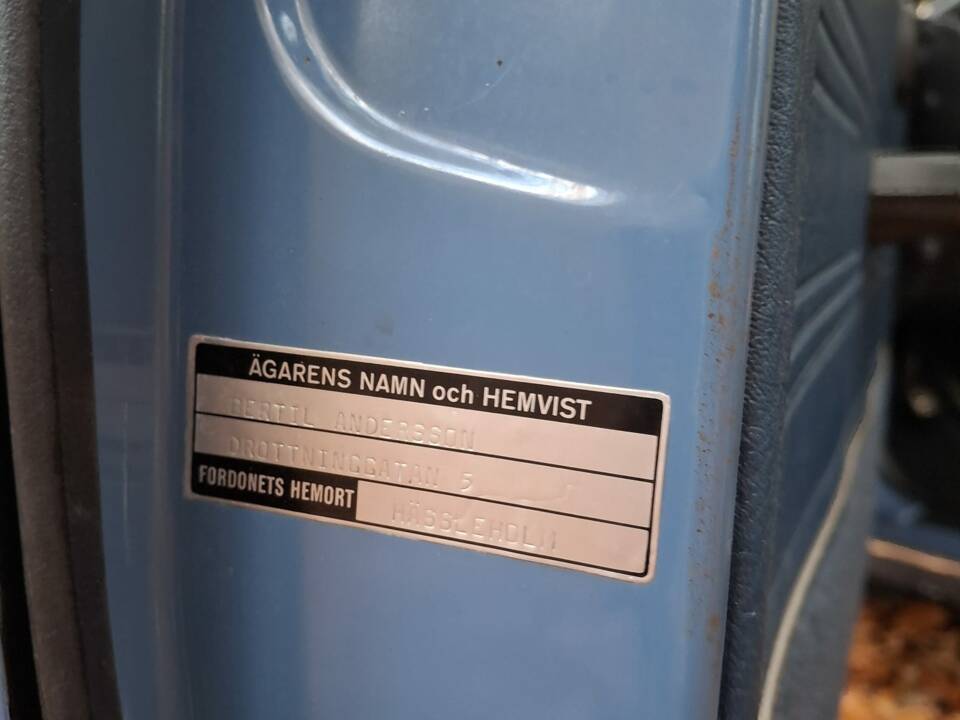 ÄGARENS NAMN och HEMVIST
BERTIL ANDERSSON
DROTTNINGGATAN 5
FORDONETS HEMORT HÄSSLEHOLM